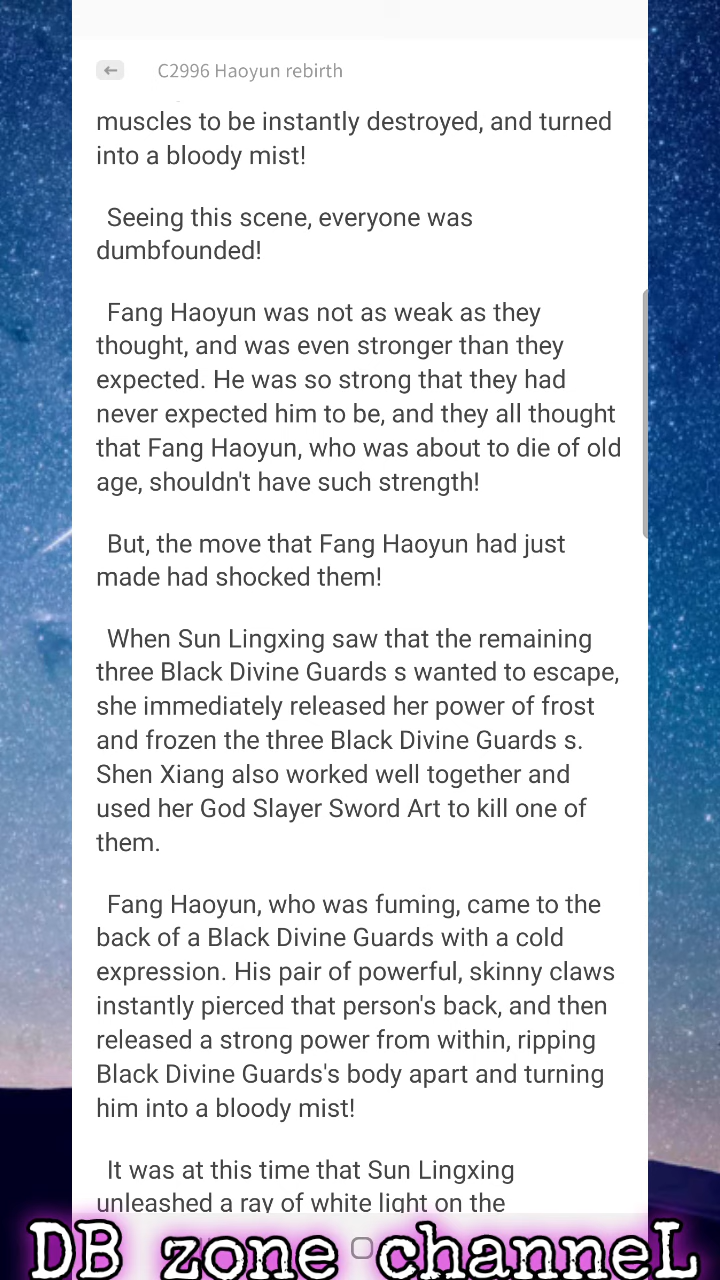 C2996 Haoyun rebirth
muscles to be instantly destroyed, and turned
into a bloody mist!
Seeing this scene, everyone was
dumbfounded!
Fang Haoyun was not as weak as they
thought, and was even stronger than they
expected. He was so strong that they had
never expected him to be, and they all thought
that Fang Haoyun, who was about to die of old
age, shouldn't have such strength!
But, the move that Fang Haoyun had just
made had shocked them!
When Sun Lingxing saw that the remaining
three Black Divine Guards s wanted to escape,
she immediately released her power of frost
and frozen the three Black Divine Guards s.
Shen Xiang also worked well together and
used her God Slayer Sword Art to kill one of
them.
Fang Haoyun, who was fuming, came to the
back of a Black Divine Guards with a cold
expression. His pair of powerful, skinny claws
instantly pierced that person's back, and then
released a strong power from within, ripping
Black Divine Guards's body apart and turning
him into a bloody mist!
It was at this time that Sun Lingxing
unleashed a ray of white light on the
DB zone channeL